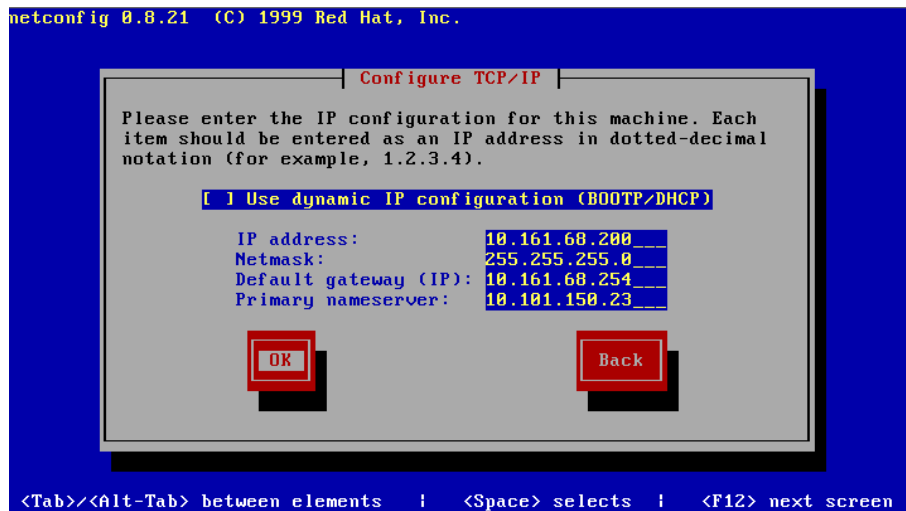 netconfig 0.8.21  (C) 1999 Red Hat, Inc.
Configure TCP/IP
Please enter the IP configuration for this machine. Each
item should be entered as an IP address in dotted-decimal
notation (for example, 1.2.3.4).
[ ] Use dynamic IP configuration (BOOTP/DHCP)
IP address: 10.161.68.200___
Netmask: 255.255.255.0___
Default gateway (IP): 10.161.68.254___
Primary nameserver: 10.101.150.23___
OK Back
<Tab>/<Alt-Tab> between elements | <Space> selects | <F12> next screen